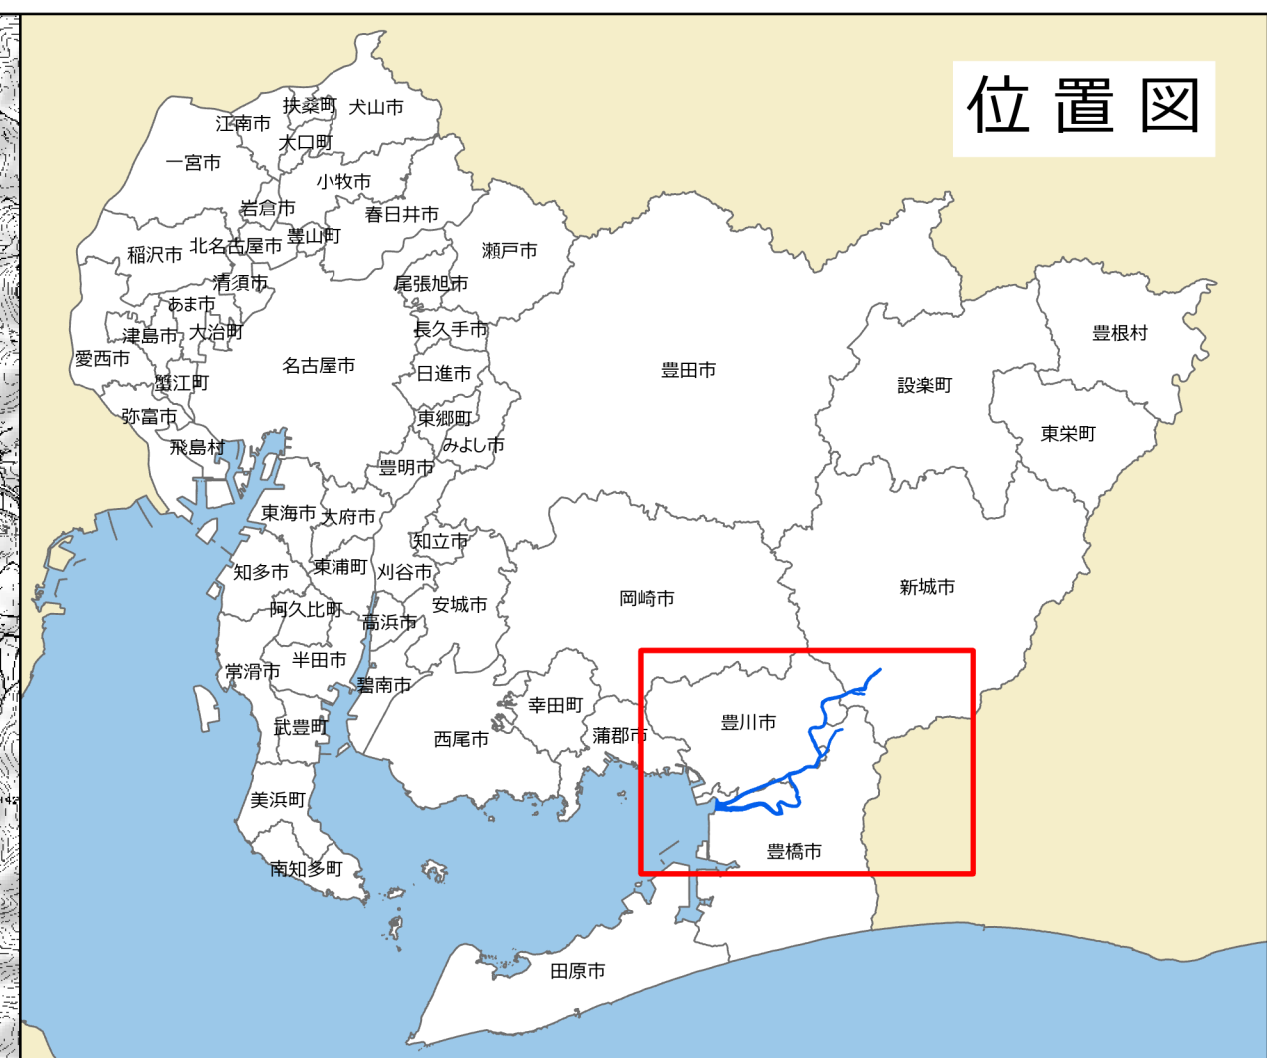 位置図
扶桑町
犬山市
江南市
大口町
一宮市
小牧市
岩倉市
春日井市
豊山町
北名古屋市
稲沢市
瀬戸市
清須市
尾張旭市
あま市
大治町
津島市
長久手市
豊根村
愛西市
名古屋市
豊田市
日進市
蟹江町
設楽町
弥富市
東郷町
東栄町
みよし市
飛島村
豊明市
東海市
大府市
知立市
東浦町
知多市
刈谷市
新城市
岡崎市
安城市
阿久比町
高浜市
半田市
常滑市
碧南市
幸田町
豊川市
武豊町
蒲郡市
西尾市
美浜町
豊橋市
南知多町
田原市